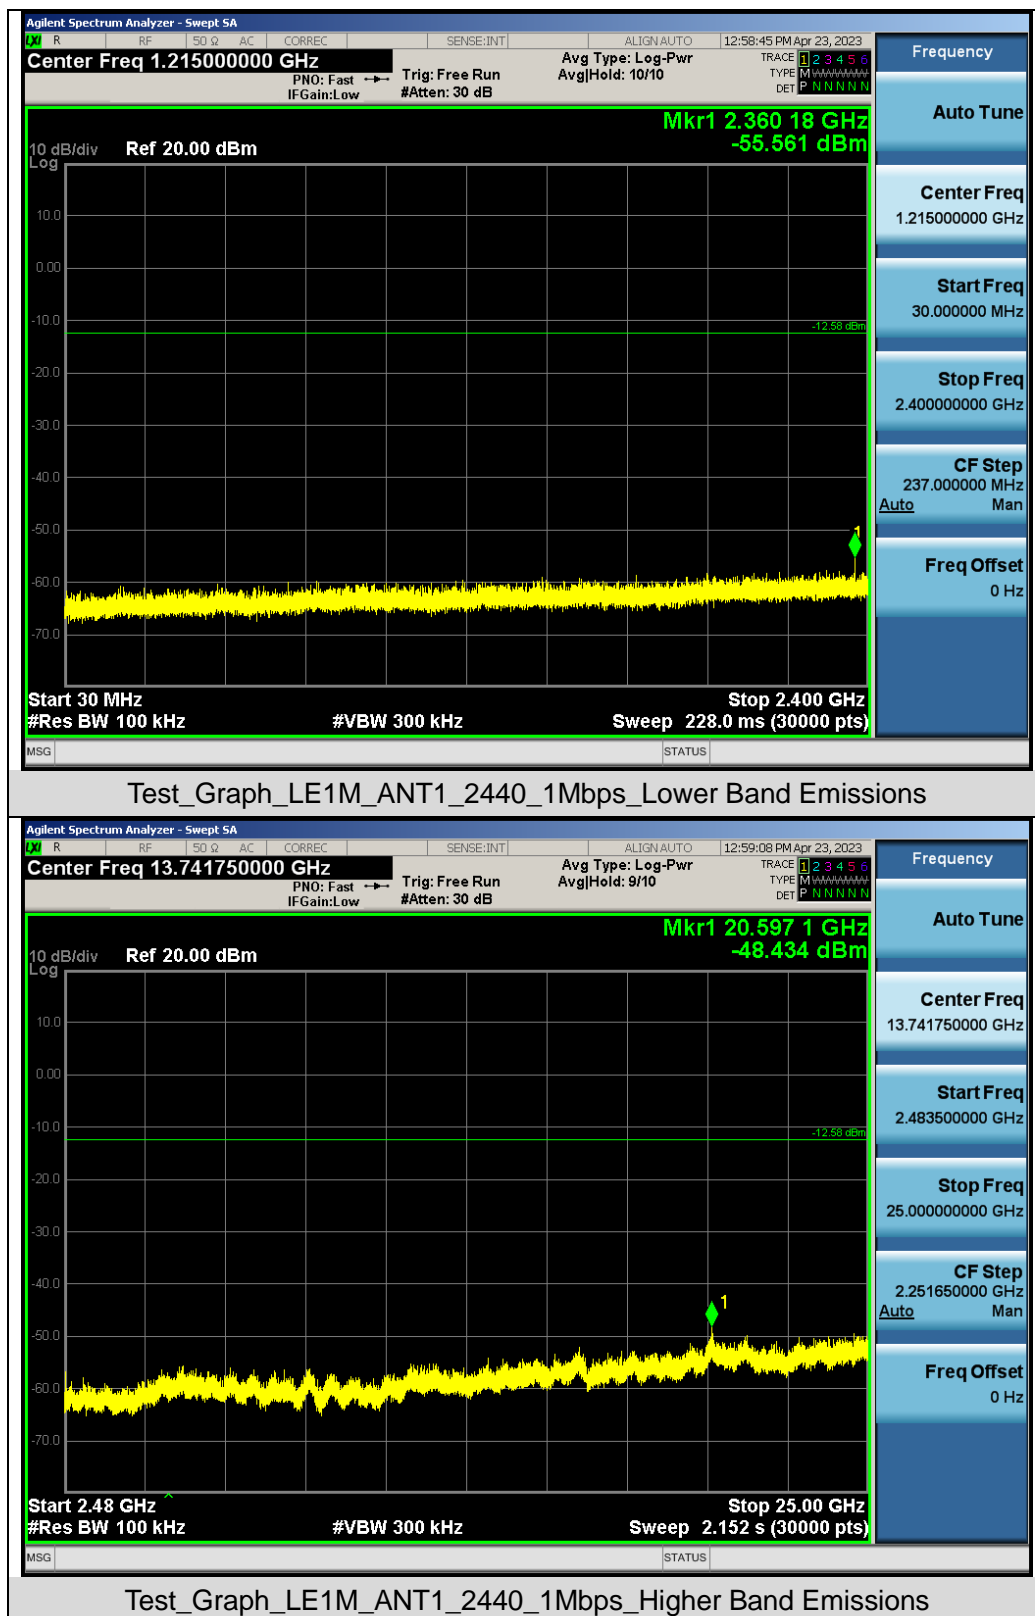 Agilent Spectrum Analyzer - Swept SA
LXI R RF 50 Ω AC CORREC SENSE:INT ALIGN AUTO 12:58:45 PM Apr 23, 2023
Center Freq 1.215000000 GHz
PNO: Fast
IFGain:Low
Trig: Free Run
#Atten: 30 dB
Avg Type: Log-Pwr
Avg|Hold: 10/10
TRACE 1 2 3 4 5 6
TYPE M
DET P N N N N N
Mkr1 2.360 18 GHz
-55.561 dBm
10 dB/div
Log
Ref 20.00 dBm
10.0
0.00
-10.0
-12.58 dBm
-20.0
-30.0
-40.0
-50.0
1
-60.0
-70.0
Start 30 MHz
Stop 2.400 GHz
#Res BW 100 kHz
#VBW 300 kHz
Sweep 228.0 ms (30000 pts)
MSG
STATUS
Frequency
Auto Tune
Center Freq
1.215000000 GHz
Start Freq
30.000000 MHz
Stop Freq
2.400000000 GHz
CF Step
237.000000 MHz
Auto Man
Freq Offset
0 Hz
Test_Graph_LE1M_ANT1_2440_1Mbps_Lower Band Emissions
Agilent Spectrum Analyzer - Swept SA
LXI R RF 50 Ω AC CORREC SENSE:INT ALIGN AUTO 12:59:08 PM Apr 23, 2023
Center Freq 13.741750000 GHz
PNO: Fast
IFGain:Low
Trig: Free Run
#Atten: 30 dB
Avg Type: Log-Pwr
Avg|Hold: 9/10
TRACE 1 2 3 4 5 6
TYPE M
DET P N N N N N
Mkr1 20.597 1 GHz
-48.434 dBm
10 dB/div
Log
Ref 20.00 dBm
10.0
0.00
-10.0
-12.58 dBm
-20.0
-30.0
-40.0
1
-50.0
-60.0
-70.0
Start 2.48 GHz
Stop 25.00 GHz
#Res BW 100 kHz
#VBW 300 kHz
Sweep 2.152 s (30000 pts)
MSG
STATUS
Frequency
Auto Tune
Center Freq
13.741750000 GHz
Start Freq
2.483500000 GHz
Stop Freq
25.000000000 GHz
CF Step
2.251650000 GHz
Auto Man
Freq Offset
0 Hz
Test_Graph_LE1M_ANT1_2440_1Mbps_Higher Band Emissions